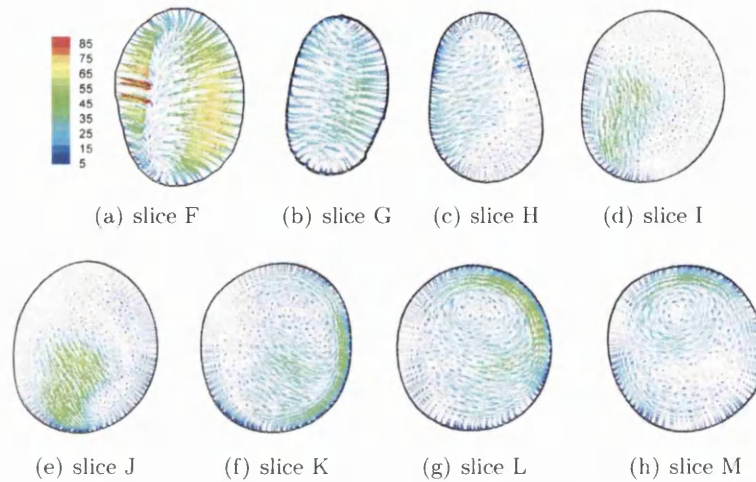 85
75
65
55
45
35
25
15
5
(a) slice F
(b) slice G
(c) slice H
(d) slice I
(e) slice J
(f) slice K
(g) slice L
(h) slice M